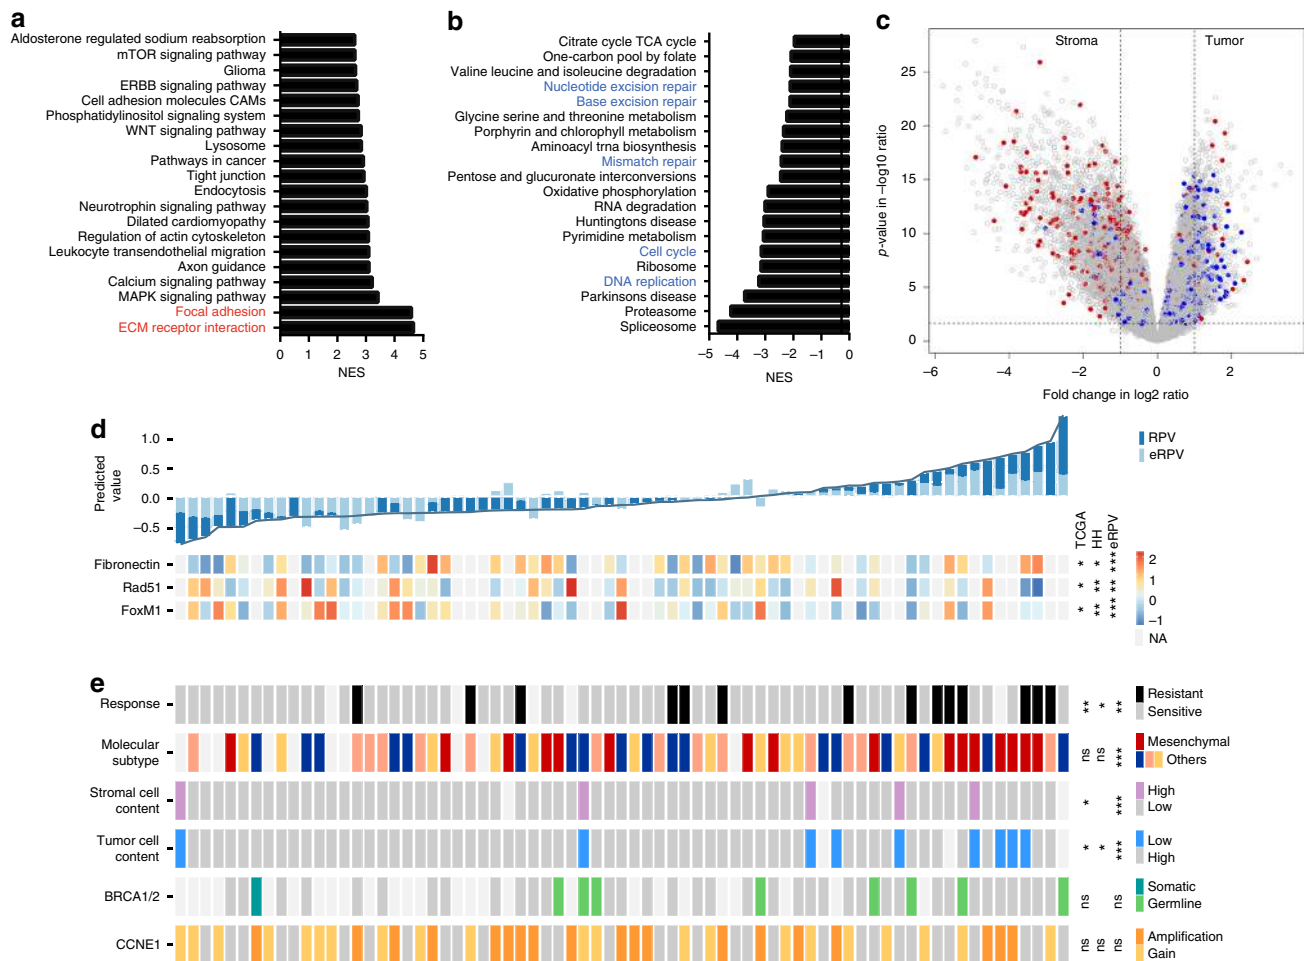 a
Aldosterone regulated sodium reabsorption
mTOR signaling pathway
Glioma
ERBB signaling pathway
Cell adhesion molecules CAMs
Phosphatidylinositol signaling system
WNT signaling pathway
Lysosome
Pathways in cancer
Tight junction
Endocytosis
Neurotrophin signaling pathway
Dilated cardiomyopathy
Regulation of actin cytoskeleton
Leukocyte transendothelial migration
Axon guidance
Calcium signaling pathway
MAPK signaling pathway
Focal adhesion
ECM receptor interaction
0 1 2 3 4 5
NES
b
Citrate cycle TCA cycle
One-carbon pool by folate
Valine leucine and isoleucine degradation
Nucleotide excision repair
Base excision repair
Glycine serine and threonine metabolism
Porphyrin and chlorophyll metabolism
Aminoacyl trna biosynthesis
Mismatch repair
Pentose and glucuronate interconversions
Oxidative phosphorylation
RNA degradation
Huntingtons disease
Pyrimidine metabolism
Cell cycle
Ribosome
DNA replication
Parkinsons disease
Proteasome
Spliceosome
−5 −4 −3 −2 −1 0
NES
c
Stroma Tumor
p-value in −log10 ratio
25
20
15
10
5
0
−6 −4 −2 0 2
Fold change in log2 ratio
d
Predicted
value
1.0
0.5
0.0
−0.5
RPV
eRPV
TCGA
HH
eRPV
Fibronectin * * ***
Rad51 * ** ***
FoxM1 * ** ***
2
1
0
−1
NA
e
Response ** * **
Resistant
Sensitive
Molecular
subtype
ns ns ***
Mesenchymal
Others
Stromal cell
content
* ***
High
Low
Tumor cell
content
* * ***
Low
High
BRCA1/2 ns ns
Somatic
Germline
CCNE1 ns ns ns
Amplification
Gain